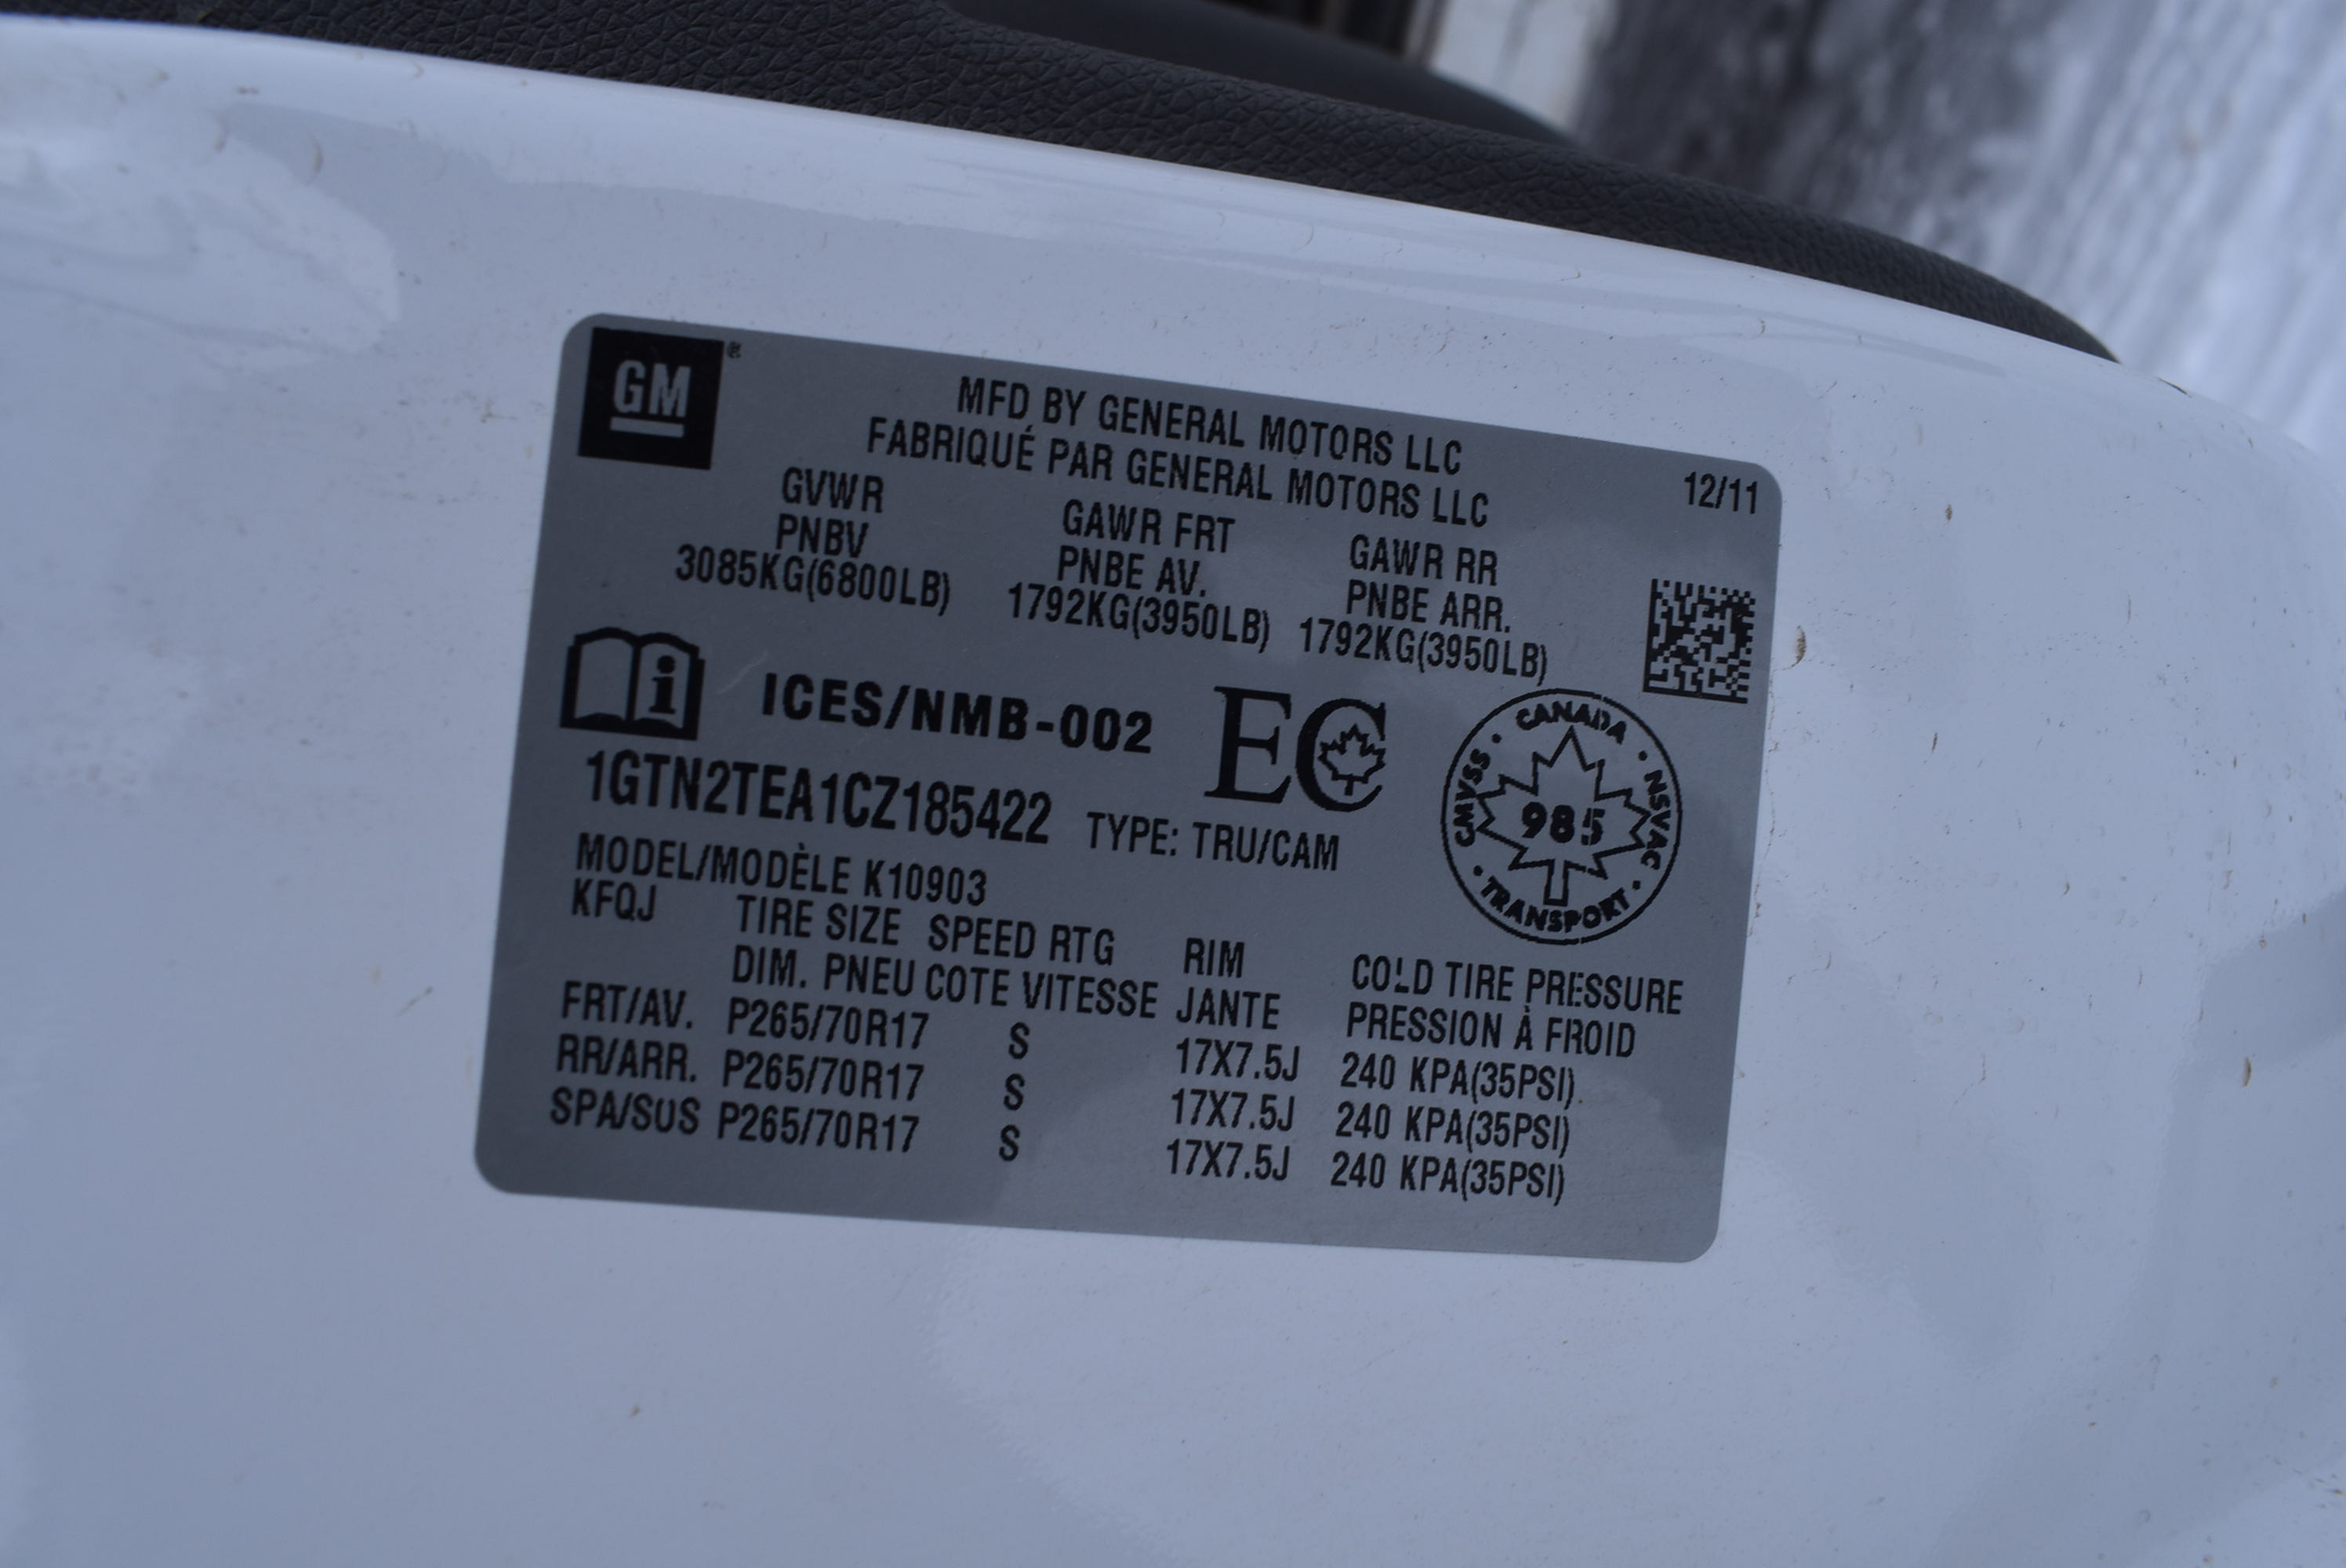 GM®
MFD BY GENERAL MOTORS LLC
FABRIQUÉ PAR GENERAL MOTORS LLC
12/11
GVWR GAWR FRT GAWR RR
PNBV PNBE AV. PNBE ARR.
3085KG(6800LB) 1792KG(3950LB) 1792KG(3950LB)
i ICES/NMB-002 EC
CANADA · NSVAC · TRANSPORT · CMVSS ·
985
1GTN2TEA1CZ185422 TYPE: TRU/CAM
MODEL/MODÈLE K10903
KFQJ TIRE SIZE SPEED RTG RIM COLD TIRE PRESSURE
DIM. PNEU COTE VITESSE JANTE PRESSION À FROID
FRT/AV. P265/70R17 S 17X7.5J 240 KPA(35PSI)
RR/ARR. P265/70R17 S 17X7.5J 240 KPA(35PSI)
SPA/SUS P265/70R17 S 17X7.5J 240 KPA(35PSI)